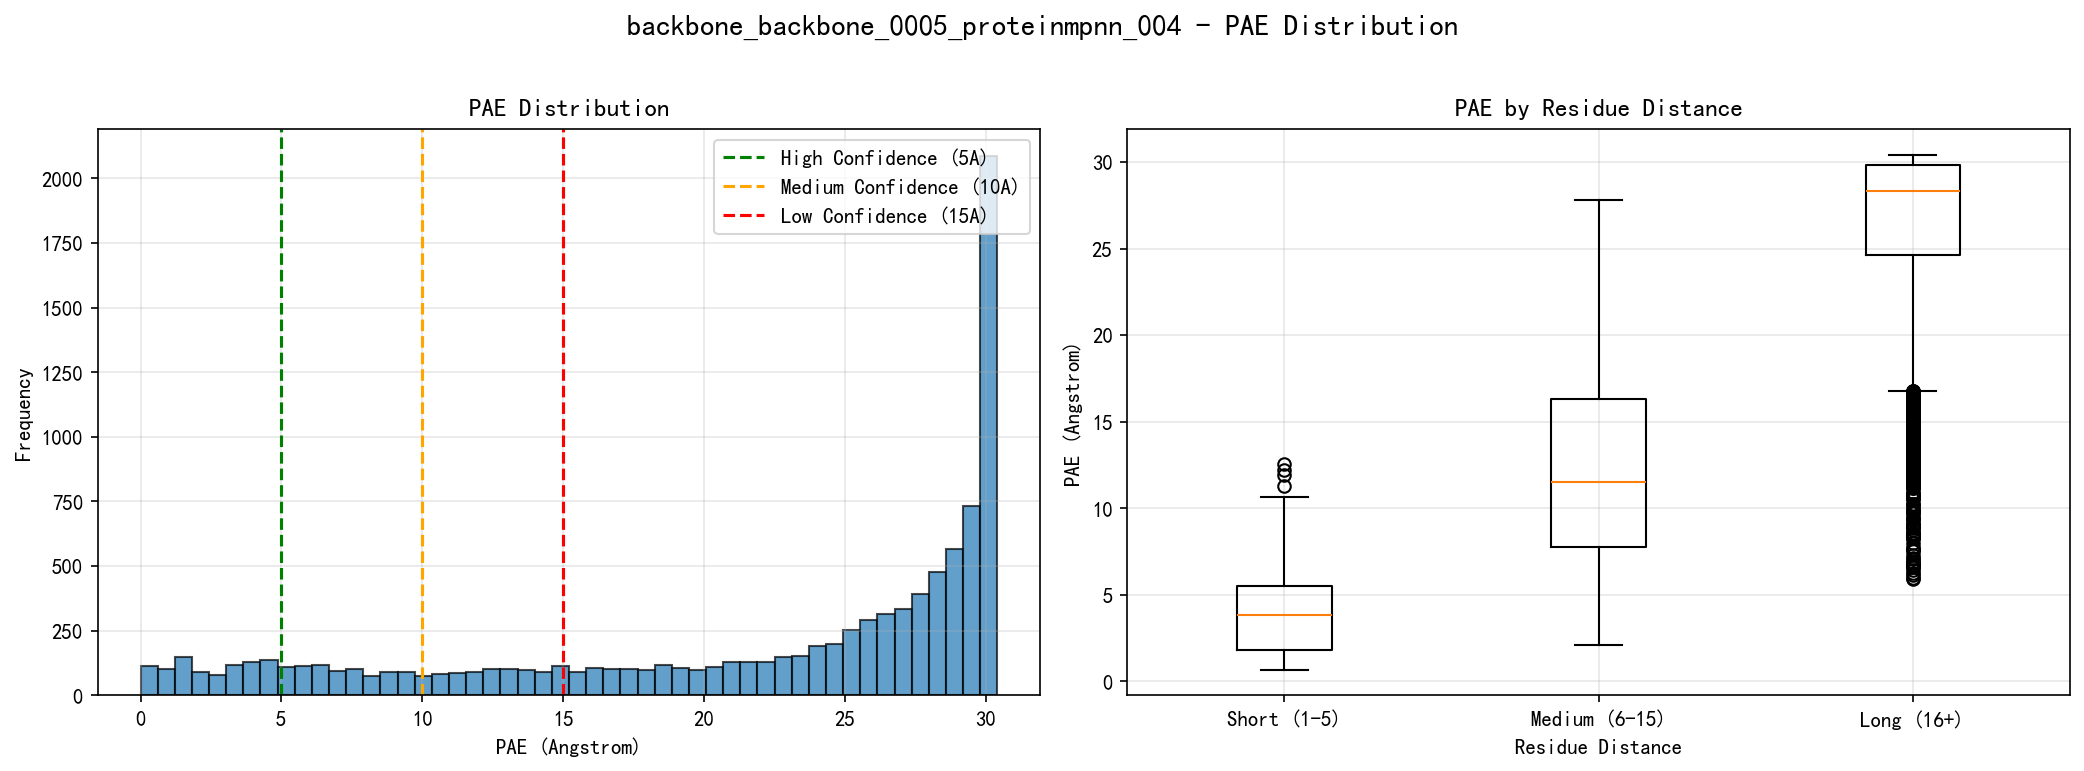 backbone_backbone_0005_proteinmpnn_004 - PAE Distribution
PAE Distribution
High Confidence (5A)
Medium Confidence (10A)
Low Confidence (15A)
Frequency
2000
1750
1500
1250
1000
750
500
250
0
0 5 10 15 20 25 30
PAE (Angstrom)
PAE by Residue Distance
PAE (Angstrom)
30
25
20
15
10
5
0
Short (1-5) Medium (6-15) Long (16+)
Residue Distance